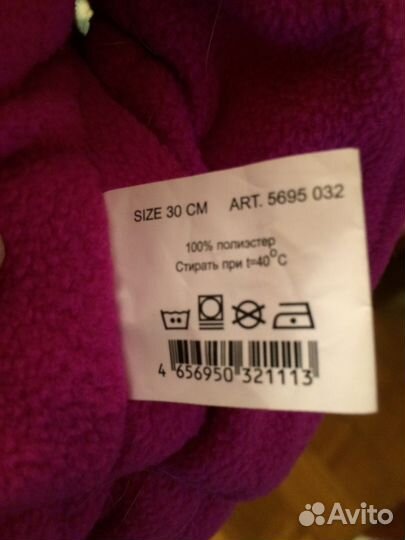 SIZE 30 CM ART. 5695 032
100% полиэстер
Стирать при t=40°C
4 656950 321113
Avito